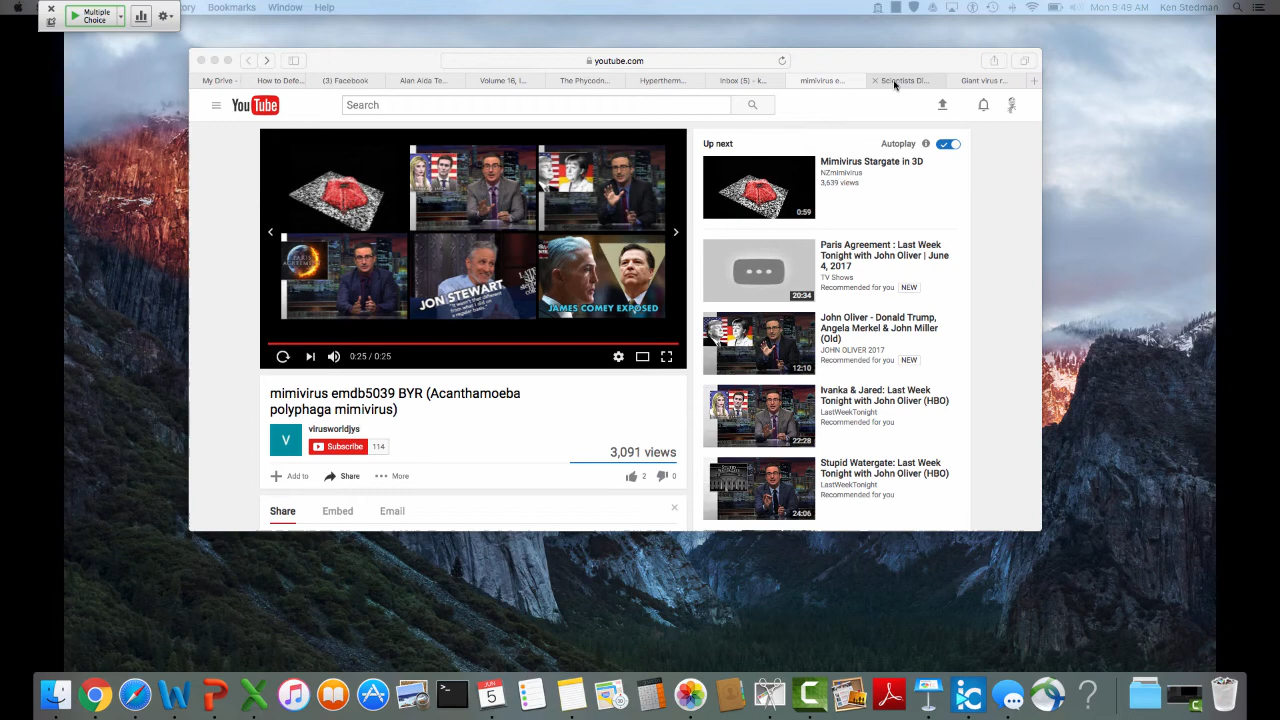 Multiple
Choice
Bookmarks Window Help
Mon 9:49 AM Ken Stedman
youtube.com
My Drive - How to Defe... (3) Facebook Alan Alda Te... Volume 16, I... The Phycodn... Hypertherm... Inbox (5) - k... mimivirus e... Scientists Di... Giant virus r...
YouTube
Search
Up next
Autoplay
Mimivirus Stargate in 3D
NZmimivirus
3,639 views
0:59
Paris Agreement : Last Week
Tonight with John Oliver | June
4, 2017
TV Shows
Recommended for you NEW
20:34
John Oliver - Donald Trump,
Angela Merkel & John Miller
(Old)
JOHN OLIVER 2017
Recommended for you NEW
12:10
Ivanka & Jared: Last Week
Tonight with John Oliver (HBO)
LastWeekTonight
Recommended for you
22:28
Stupid Watergate: Last Week
Tonight with John Oliver (HBO)
LastWeekTonight
Recommended for you
24:06
PARIS
AGREEMENT
JON STEWART
JAMES COMEY EXPOSED
0:25 / 0:25
mimivirus emdb5039 BYR (Acanthamoeba
polyphaga mimivirus)
V
virusworldjys
Subscribe 114
3,091 views
Add to Share More
2 0
Share Embed Email
JUN
5